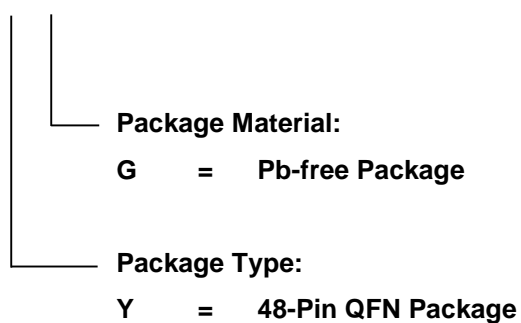 Package Material:
G = Pb-free Package
Package Type:
Y = 48-Pin QFN Package